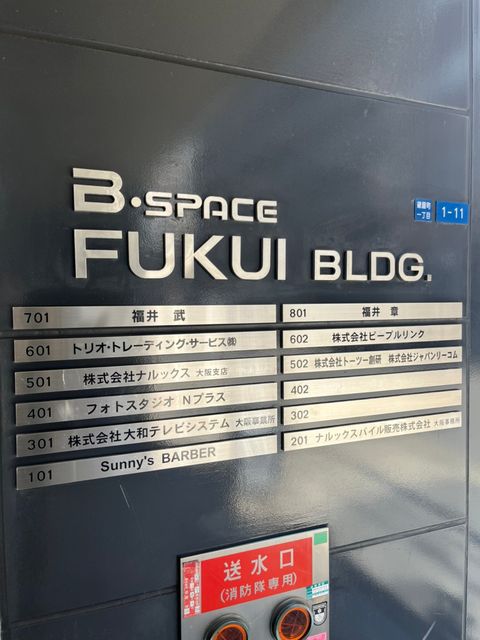 B·SPACE
FUKUI BLDG.
1-11
701 福井 武
801 福井 章
601 トリオ・トレーディング・サービス㈱
602 株式会社ピープルリンク
501 株式会社ナルックス 大阪支店
502 株式会社トーツー創研 株式会社ジャパンリーコム
401 フォトスタジオ Nプラス
402
301 株式会社大和テレビシステム 大阪事業所
302
101 Sunny's BARBER
201 ナルックスパイル販売株式会社 大阪事務所
送水口
(消防隊専用)